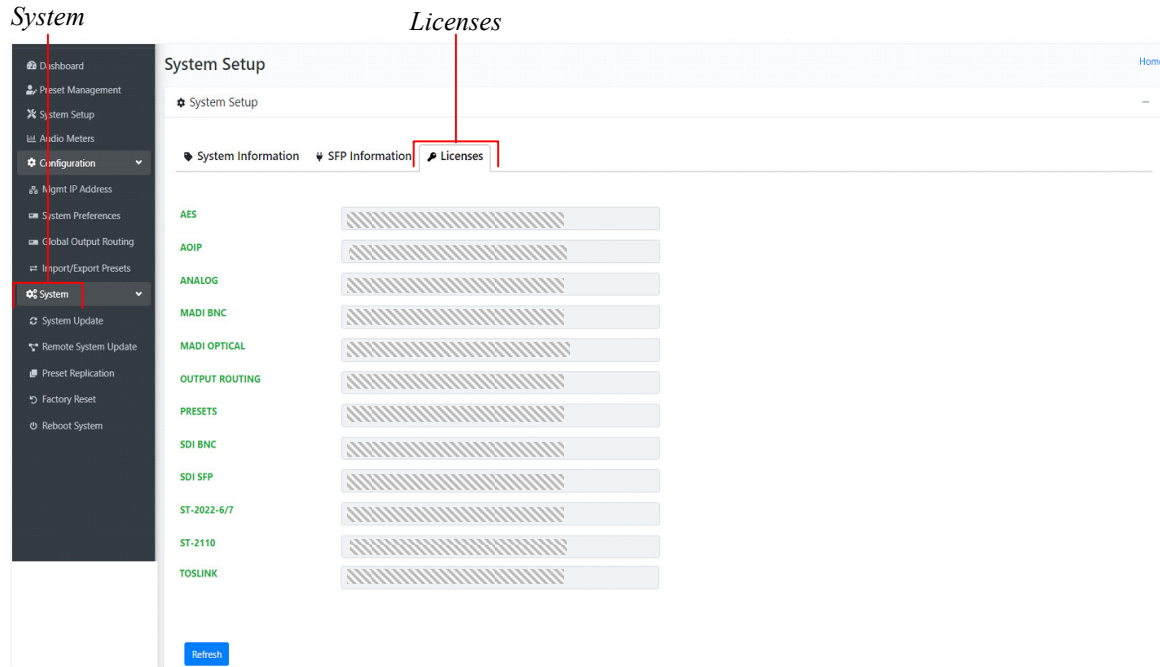 System
Licenses
Dashboard
Preset Management
System Setup
Audio Meters
Configuration
Mgmt IP Address
System Preferences
Global Output Routing
Import/Export Presets
System
System Update
Remote System Update
Preset Replication
Factory Reset
Reboot System
System Setup
Home
System Setup
System Information SFP Information Licenses
AES
AOIP
ANALOG
MADI BNC
MADI OPTICAL
OUTPUT ROUTING
PRESETS
SDI BNC
SDI SFP
ST-2022-6/7
ST-2110
TOSLINK
Refresh